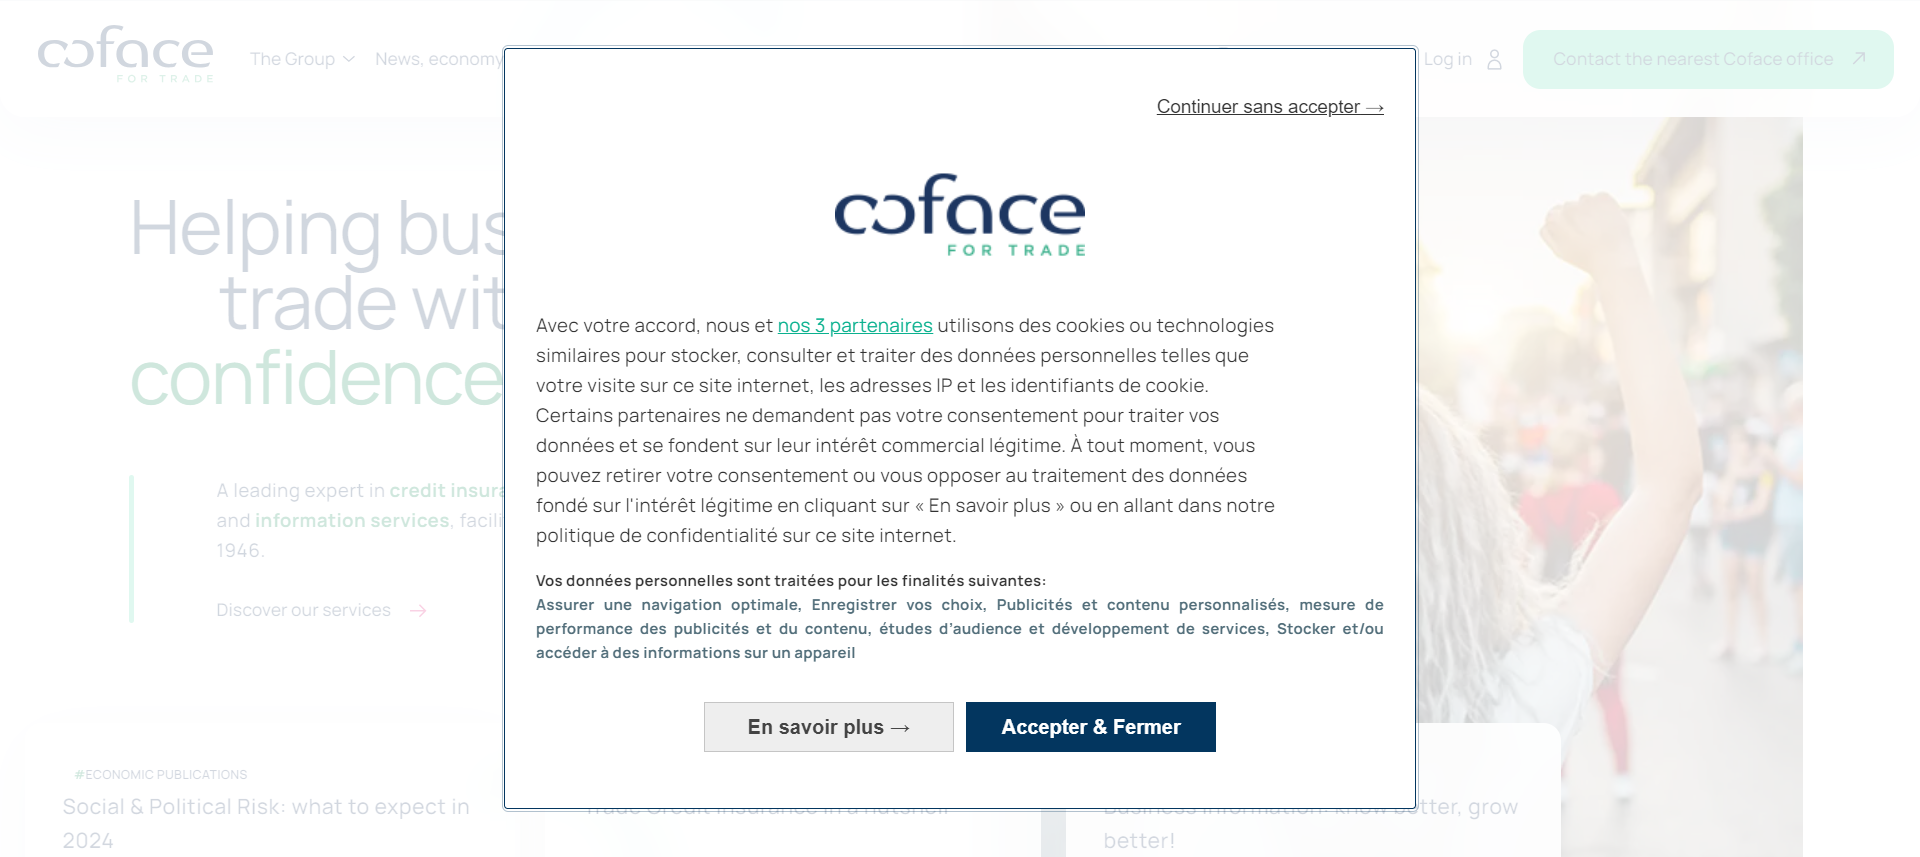 coface
FOR TRADE
The Group
News, economy
Log in
Contact the nearest Coface office
Helping bus
trade wit
confidence
A leading expert in credit insura
and information services, facili
1946.
Discover our services
#ECONOMIC PUBLICATIONS
Social & Political Risk: what to expect in
2024
Continuer sans accepter →
coface
FOR TRADE
Avec votre accord, nous et nos 3 partenaires utilisons des cookies ou technologies
similaires pour stocker, consulter et traiter des données personnelles telles que
votre visite sur ce site internet, les adresses IP et les identifiants de cookie.
Certains partenaires ne demandent pas votre consentement pour traiter vos
données et se fondent sur leur intérêt commercial légitime. À tout moment, vous
pouvez retirer votre consentement ou vous opposer au traitement des données
fondé sur l'intérêt légitime en cliquant sur « En savoir plus » ou en allant dans notre
politique de confidentialité sur ce site internet.
Vos données personnelles sont traitées pour les finalités suivantes:
Assurer une navigation optimale, Enregistrer vos choix, Publicités et contenu personnalisés, mesure de
performance des publicités et du contenu, études d’audience et développement de services, Stocker et/ou
accéder à des informations sur un appareil
En savoir plus →
Accepter & Fermer
Trade Credit Insurance in a nutshell
Business information: know better, grow
better!